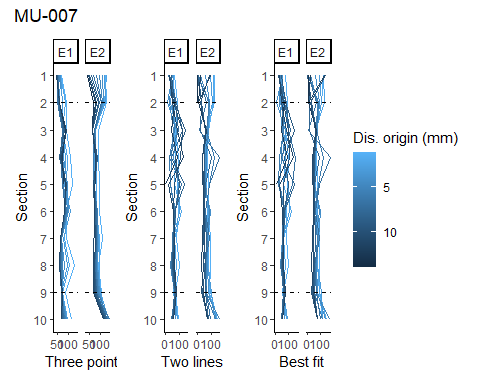 MU-007
E1 E2 E1 E2 E1 E2
1 1 1
2 2 2
3 3 3
4 4 4
5 5 5
6 6 6
7 7 7
8 8 8
9 9 9
10 10 10
Section Section Section
50100 50100 0100 0100 0100 0100
Three point Two lines Best fit
Dis. origin (mm)
5
10